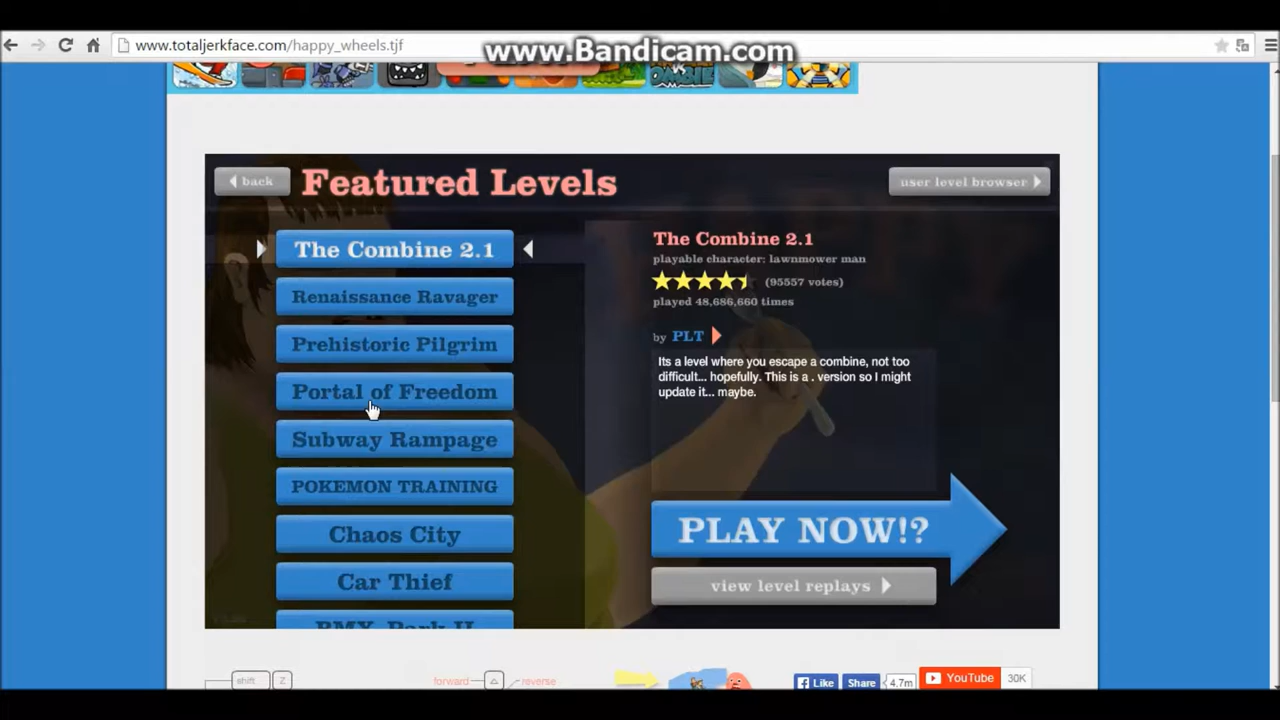 www.totaljerkface.com/happy_wheels.tjf
www.Bandicam.com
back
Featured Levels
user level browser
The Combine 2.1
Renaissance Ravager
Prehistoric Pilgrim
Portal of Freedom
Subway Rampage
POKEMON TRAINING
Chaos City
Car Thief
BMX Park II
The Combine 2.1
playable character: lawnmower man
(95557 votes)
played 48,686,660 times
by PLT
Its a level where you escape a combine, not too
difficult... hopefully. This is a . version so I might
update it... maybe.
PLAY NOW!?
view level replays
shift Z
forward
reverse
Like
Share
4.7m
YouTube
30K